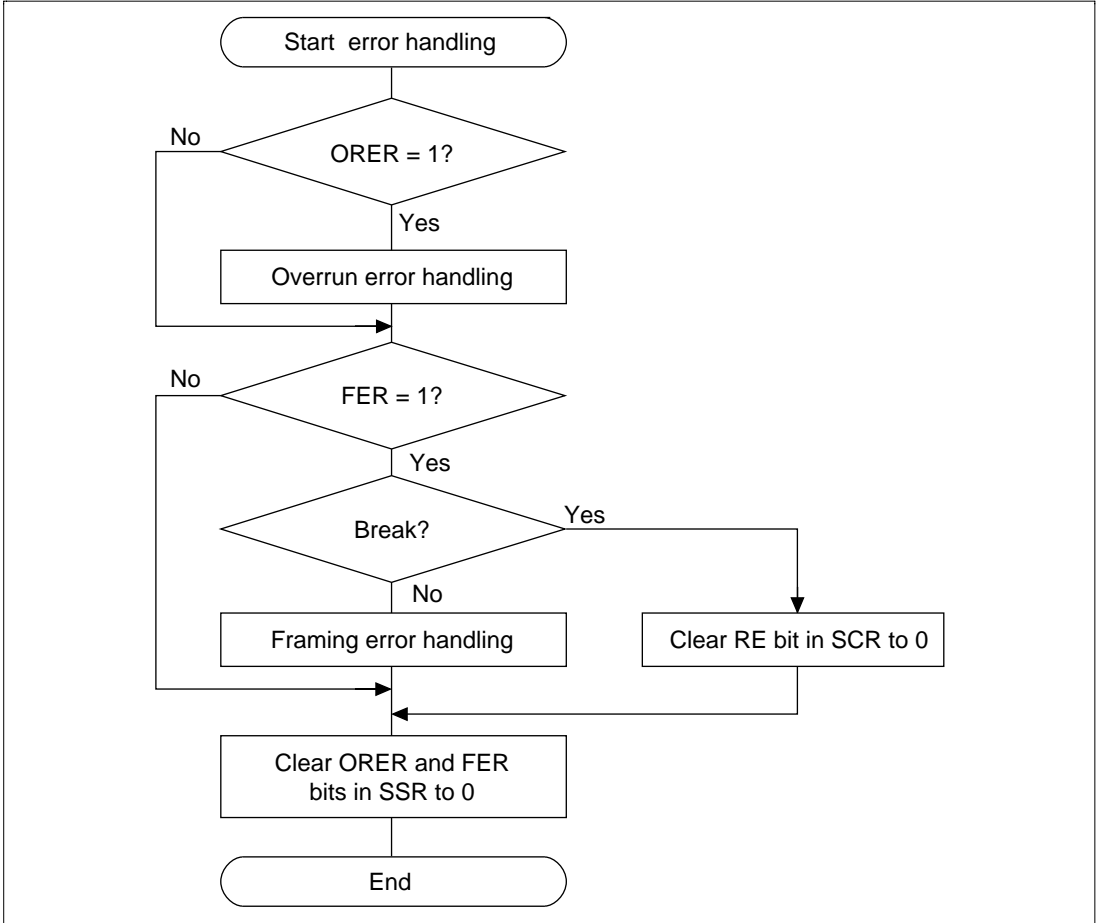 Start error handling
No
ORER = 1?
Yes
Overrun error handling
No
FER = 1?
Yes
Break?
Yes
No
Framing error handling
Clear RE bit in SCR to 0
Clear ORER and FER
bits in SSR to 0
End